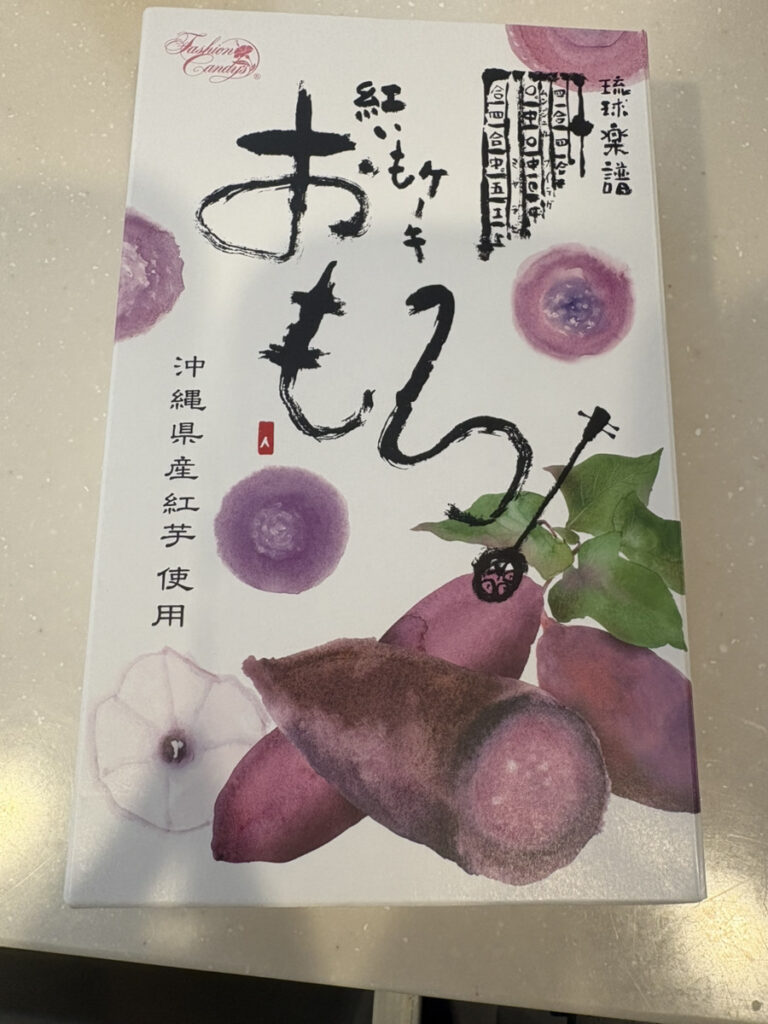 Fashion
Candy's®
琉球楽譜
紅いもケーキ
おもろ
沖縄県産紅芋 使用